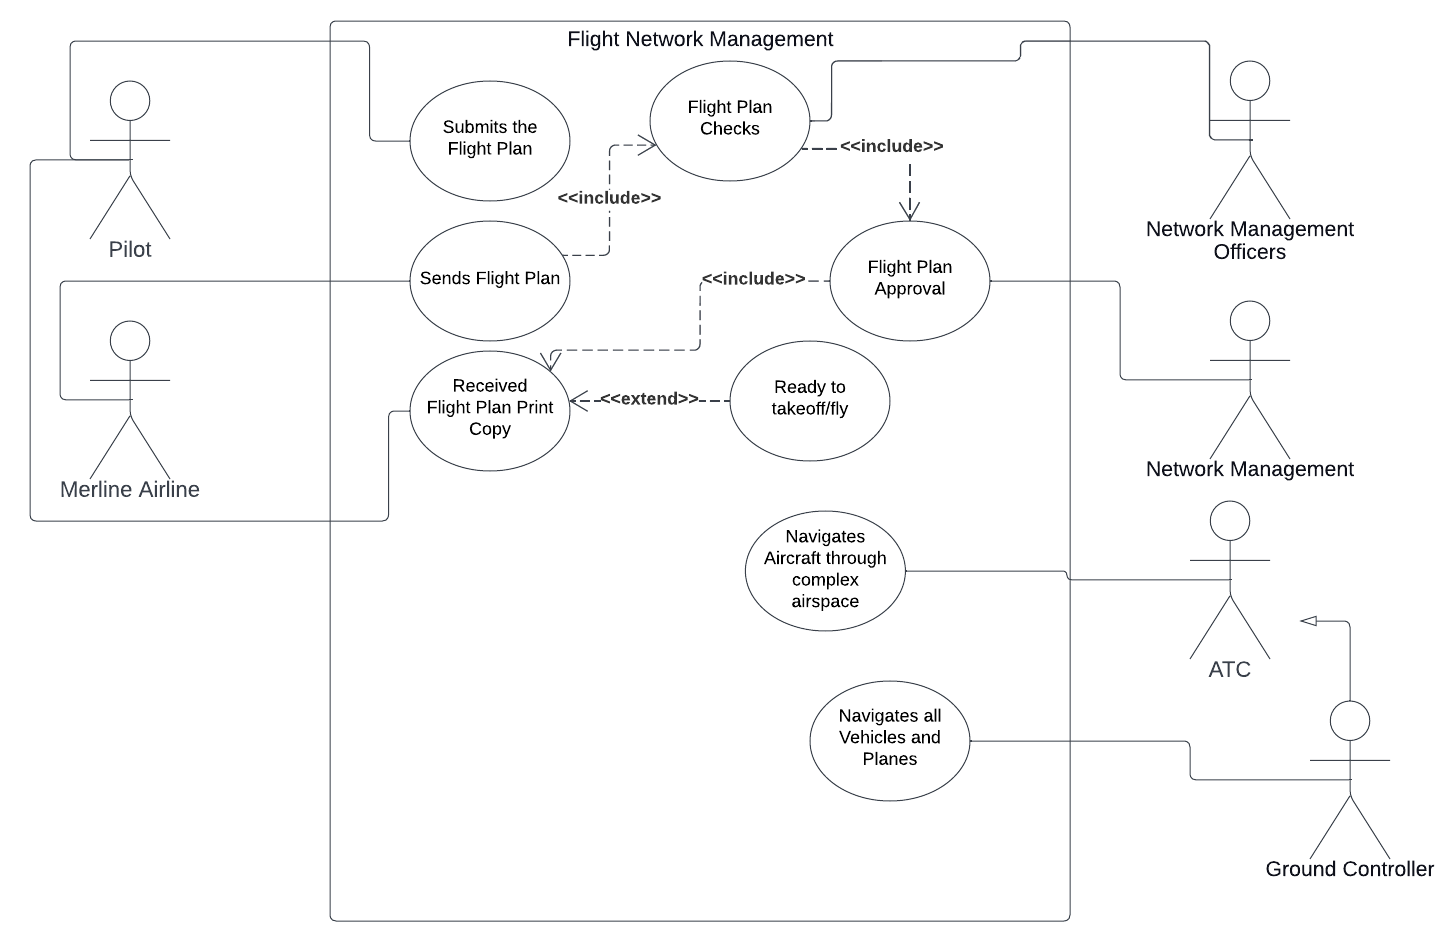 Flight Network Management
Submits the
Flight Plan
Flight Plan
Checks
<<include>>
<<include>>
Pilot
Network Management
Officers
Sends Flight Plan
<<include>>
Flight Plan
Approval
Received
Flight Plan Print
Copy
<<extend>>
Ready to
takeoff/fly
Merline Airline
Network Management
Navigates
Aircraft through
complex
airspace
ATC
Navigates all
Vehicles and
Planes
Ground Controller